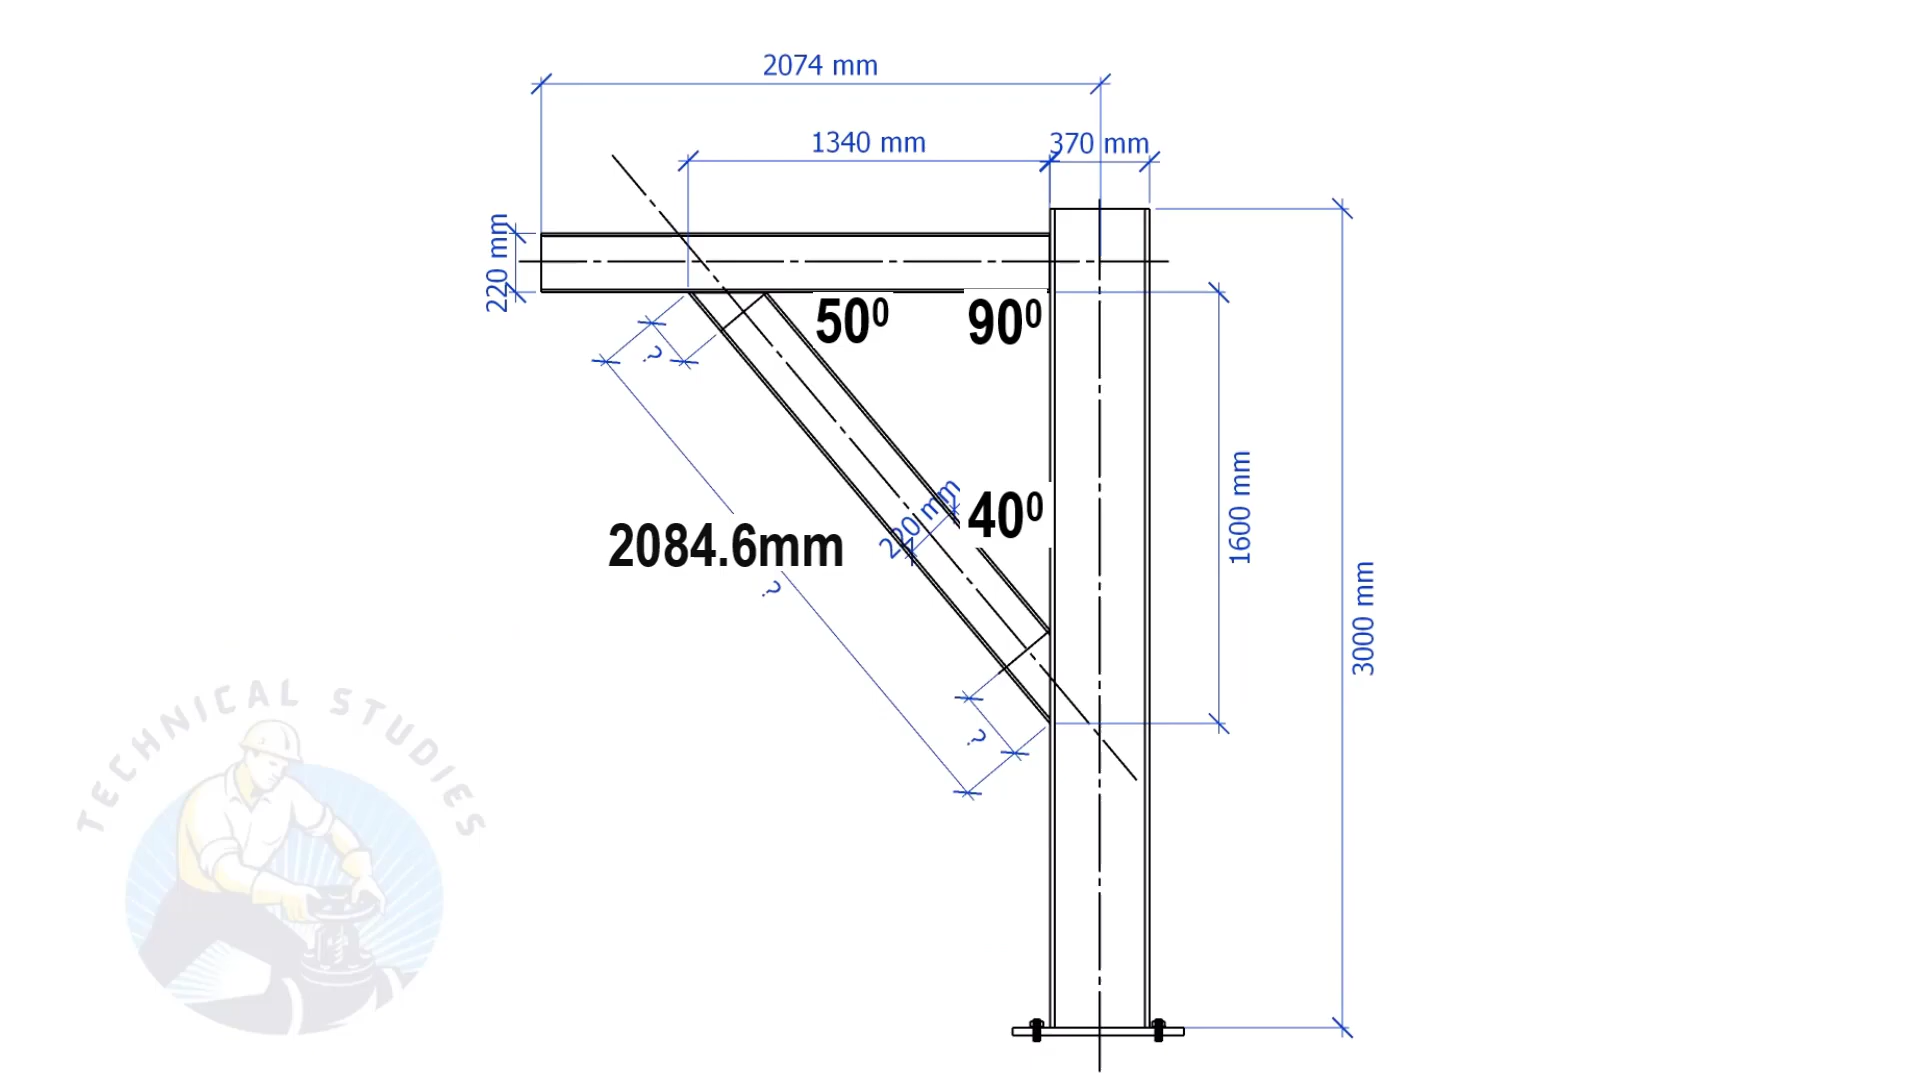 2074 mm
1340 mm
370 mm
220 mm
50⁰
90⁰
?
220 mm
40⁰
1600 mm
2084.6mm
?
3000 mm
?
TECHNICAL STUDIES